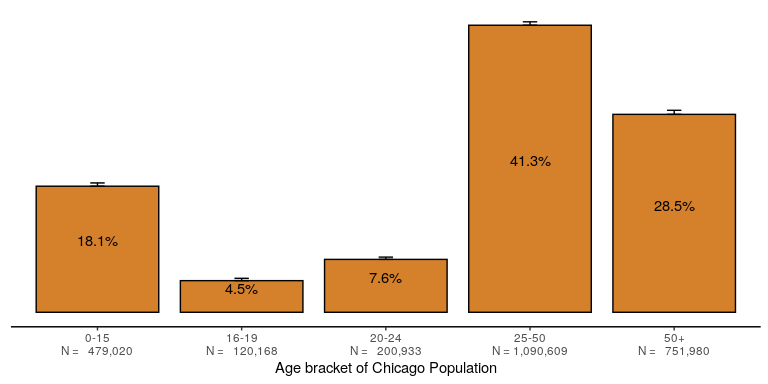 41.3%
28.5%
18.1%
7.6%
4.5%
0-15 16-19 20-24 25-50 50+
N = 479,020 N = 120,168 N = 200,933 N = 1,090,609 N = 751,980
Age bracket of Chicago Population